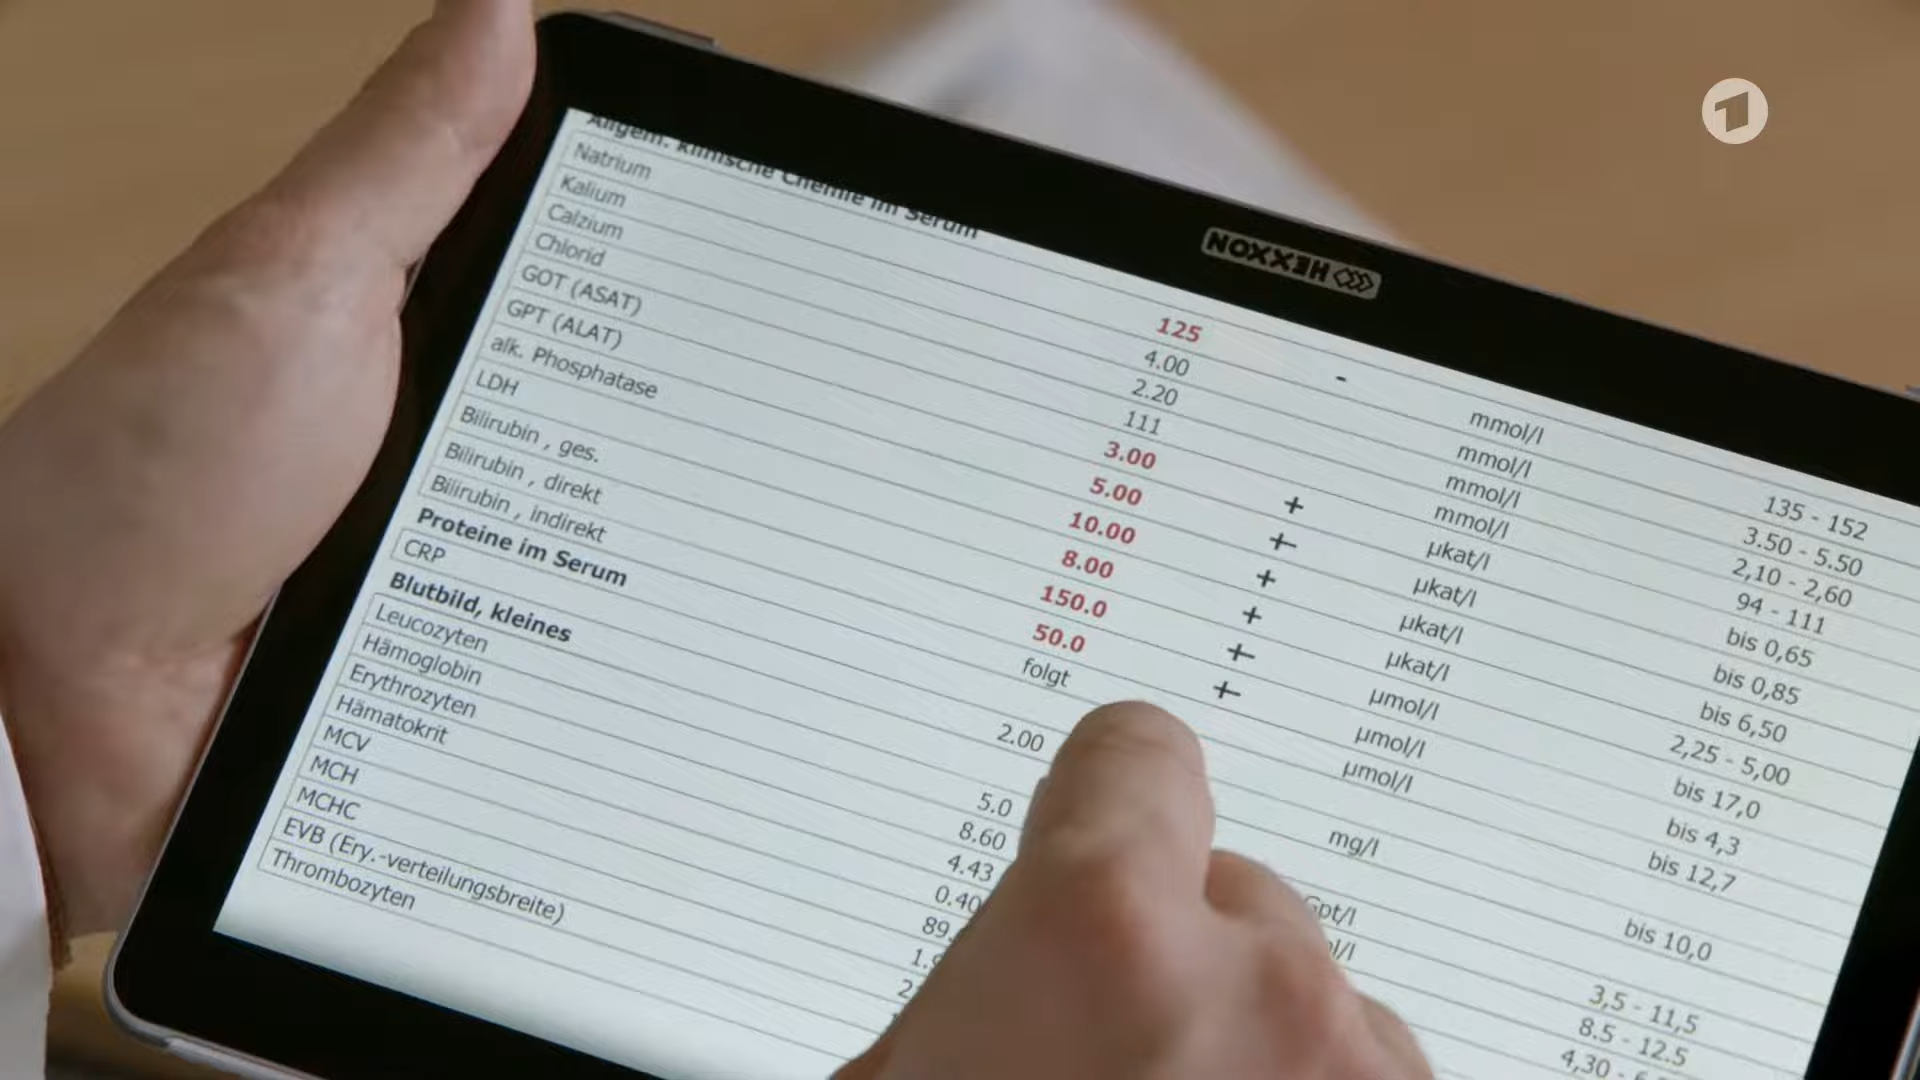 HEXXON
Allgem. klinische Chemie im Serum
Natrium 125 - mmol/l 135 - 152
Kalium 4.00 mmol/l 3.50 - 5.50
Calzium 2.20 mmol/l 2,10 - 2,60
Chlorid 111 mmol/l 94 - 111
GOT (ASAT) 3.00 + µkat/l bis 0,65
GPT (ALAT) 5.00 + µkat/l bis 0,85
alk. Phosphatase 10.00 + µkat/l bis 6,50
LDH 8.00 + µkat/l 2,25 - 5,00
Bilirubin , ges. 150.0 + µmol/l bis 17,0
Bilirubin , direkt 50.0 + µmol/l bis 4,3
Bilirubin , indirekt folgt µmol/l bis 12,7
Proteine im Serum
CRP 2.00 mg/l bis 10,0
Blutbild, kleines
Leucozyten 5.0 Gpt/l 3,5 - 11,5
Hämoglobin 8.60 8.5 - 12.5
Erythrozyten 4.43 4,30 -
Hämatokrit 0.40
MCV 89.
MCH
MCHC
EVB (Ery.-verteilungsbreite)
Thrombozyten